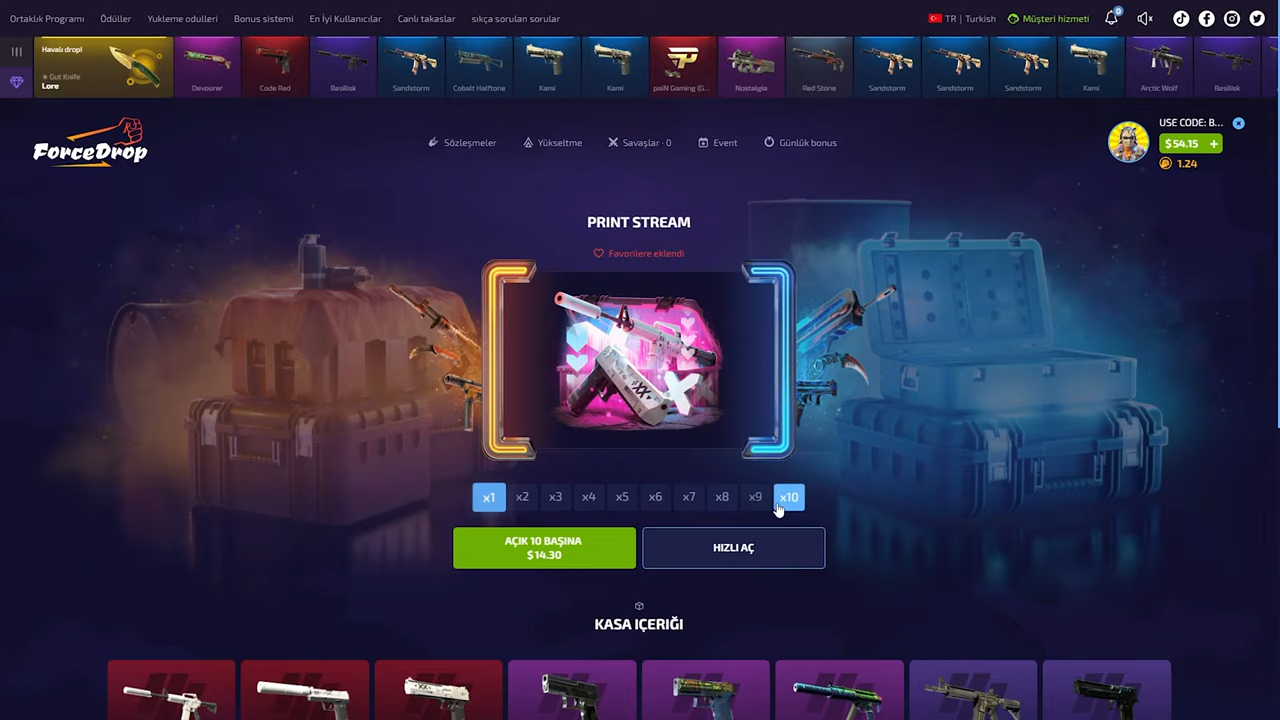 Ortaklık Programı Ödüller Yukleme odulleri Bonus sistemi En İyi Kullanıcılar Canlı takaslar sıkça sorulan sorular TR | Turkish Müşteri hizmeti 0
Havalı drop!
★ Gut Knife
Lore
Devourer Code Red Basilisk Sandstorm Cobalt Halftone Kami Kami paiN Gaming (G... Nostalgia Red Stone Sandstorm Sandstorm Sandstorm Kami Arctic Wolf Basilisk
ForceDrop
Sözleşmeler Yükseltme Savaşlar · 0 Event Günlük bonus
USE CODE: B...
$ 54.15 +
1.24
PRINT STREAM
Favorilere eklendi
x1 x2 x3 x4 x5 x6 x7 x8 x9 x10
AÇIK 10 BAŞINA
$ 14.30
HIZLI AÇ
KASA IÇERIĞI